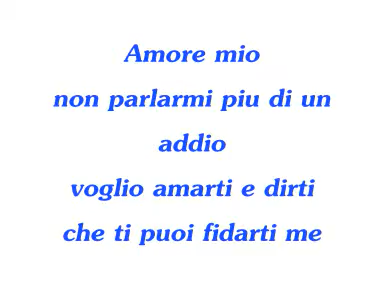 Amore mio
non parlarmi piu di un
addio
voglio amarti e dirti
che ti puoi fidarti me